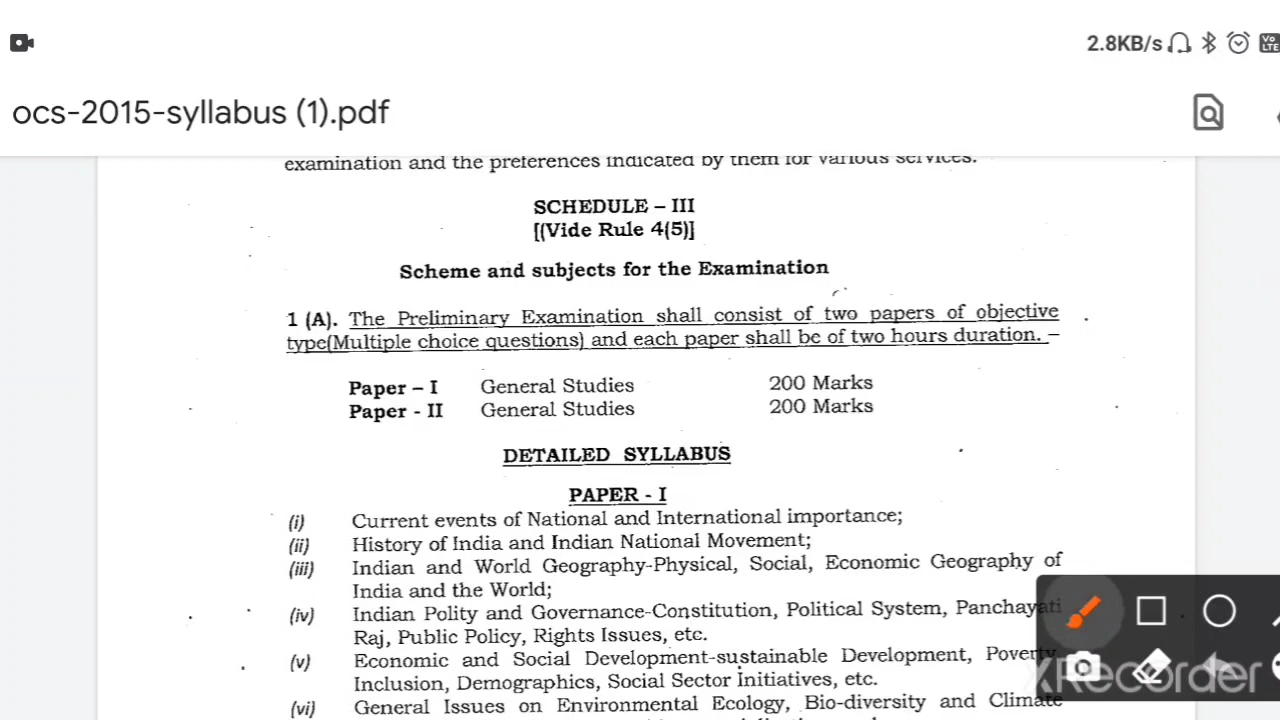 2.8KB/s
Vo
LTE
ocs-2015-syllabus (1).pdf
examination and the preferences indicated by them for various services.
SCHEDULE – III
[(Vide Rule 4(5)]
Scheme and subjects for the Examination
1 (A). The Preliminary Examination shall consist of two papers of objective
type(Multiple choice questions) and each paper shall be of two hours duration. –
Paper – I General Studies 200 Marks
Paper - II General Studies 200 Marks
DETAILED SYLLABUS
PAPER - I
(i) Current events of National and International importance;
(ii) History of India and Indian National Movement;
(iii) Indian and World Geography-Physical, Social, Economic Geography of
India and the World;
(iv) Indian Polity and Governance-Constitution, Political System, Panchayati
Raj, Public Policy, Rights Issues, etc.
(v) Economic and Social Development-sustainable Development, Poverty,
Inclusion, Demographics, Social Sector Initiatives, etc.
(vi) General Issues on Environmental Ecology, Bio-diversity and Climate
XRecorder